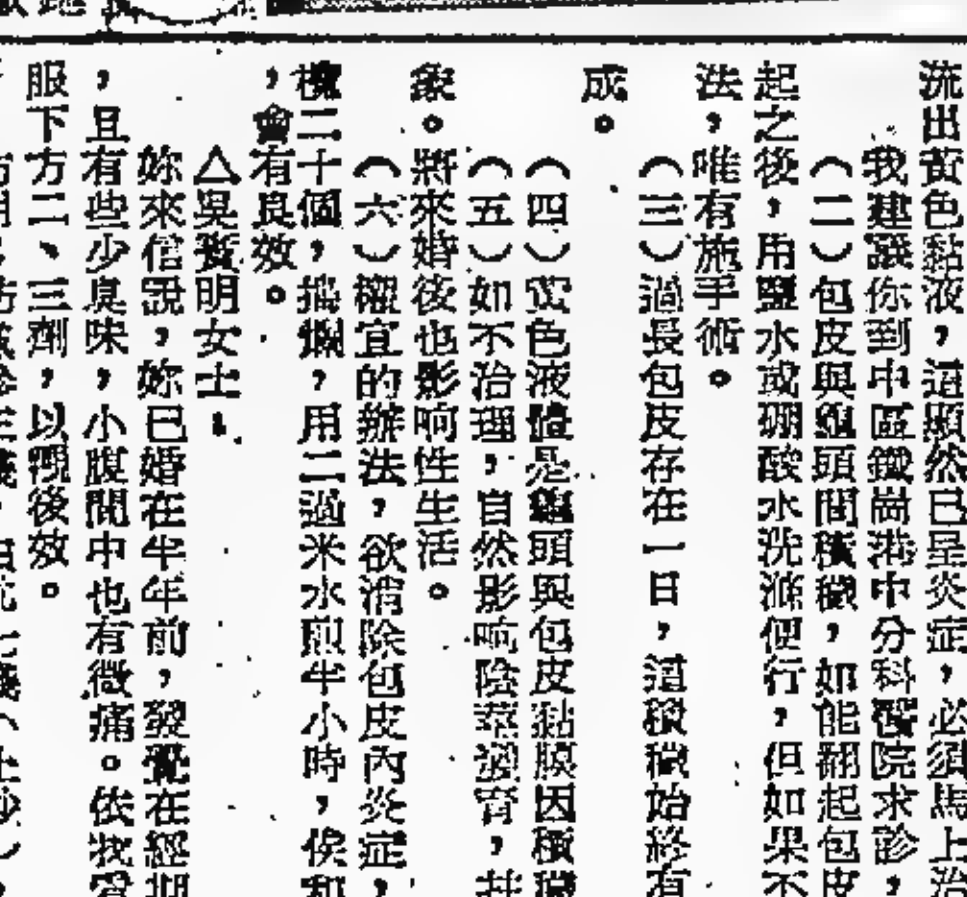 流出黃色黏液，這顯然已呈炎症，必須馬上治
我建議你到中區鐵崗港中分科醫院求診，
（二）包皮與龜頭間積穢，如能翻起包皮
起之後，用鹽水或硼酸水洗滌便行，但如果不
法，唯有施手術。
（三）過長包皮存在一日，這積穢始終有
成。
（四）黃色液體是龜頭與包皮黏膜因積穢
（五）如不治理，自然影响陰莖發育，幷
象。將來婚後也影响性生活。
（六）權宜的辦法，欲消除包皮內炎症，
欖二十個，搗爛，用二過米水煎半小時，俟和
，會有良效。
△吳寶明女士：
妳來信說，妳已婚在半年前，發覺在經期
，且有些少臭味，小腹間中也有微痛。依我
服下方二、三劑，以觀後效。